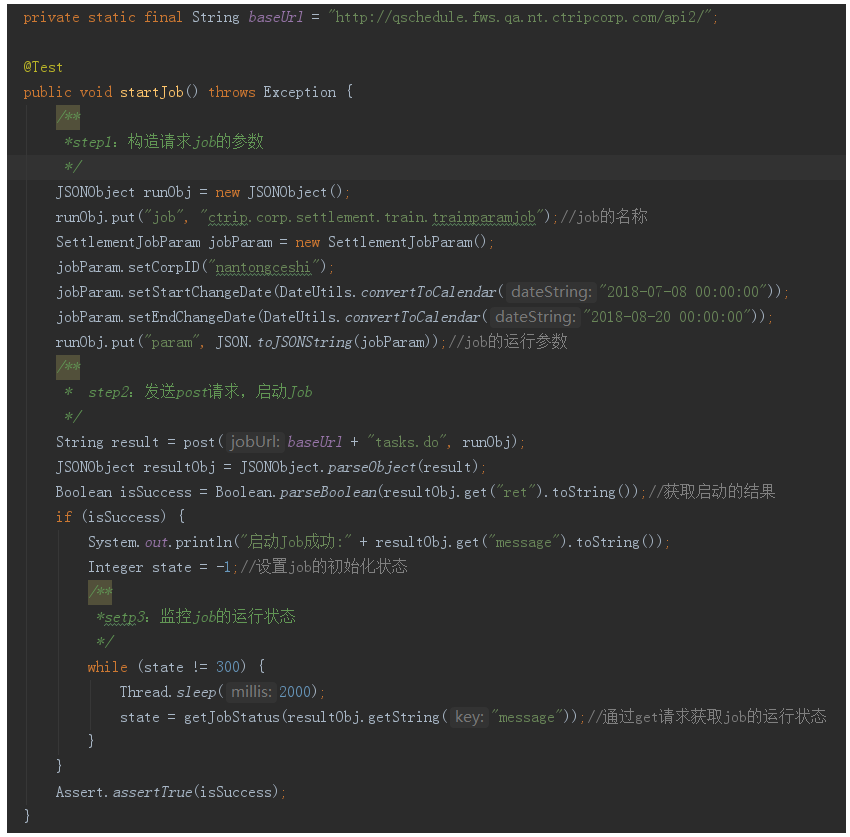 private static final String baseUrl = "http://qschedule.fws.qa.nt.ctripcorp.com/api2/";
@Test
public void startJob() throws Exception {
/**
*step1：构造请求job的参数
*/
JSONObject runObj = new JSONObject();
runObj.put("job", "ctrip.corp.settlement.train.trainparamjob");//job的名称
SettlementJobParam jobParam = new SettlementJobParam();
jobParam.setCorpID("nantongceshi");
jobParam.setStartChangeDate(DateUtils.convertToCalendar( dateString: "2018-07-08 00:00:00"));
jobParam.setEndChangeDate(DateUtils.convertToCalendar( dateString: "2018-08-20 00:00:00"));
runObj.put("param", JSON.toJSONString(jobParam));//job的运行参数
/**
* step2：发送post请求，启动Job
*/
String result = post( jobUrl: baseUrl + "tasks.do", runObj);
JSONObject resultObj = JSONObject.parseObject(result);
Boolean isSuccess = Boolean.parseBoolean(resultObj.get("ret").toString());//获取启动的结果
if (isSuccess) {
System.out.println("启动Job成功:" + resultObj.get("message").toString());
Integer state = -1;//设置job的初始化状态
/**
*setp3：监控job的运行状态
*/
while (state != 300) {
Thread.sleep( millis: 2000);
state = getJobStatus(resultObj.getString( key: "message"));//通过get请求获取job的运行状态
}
}
Assert.assertTrue(isSuccess);
}